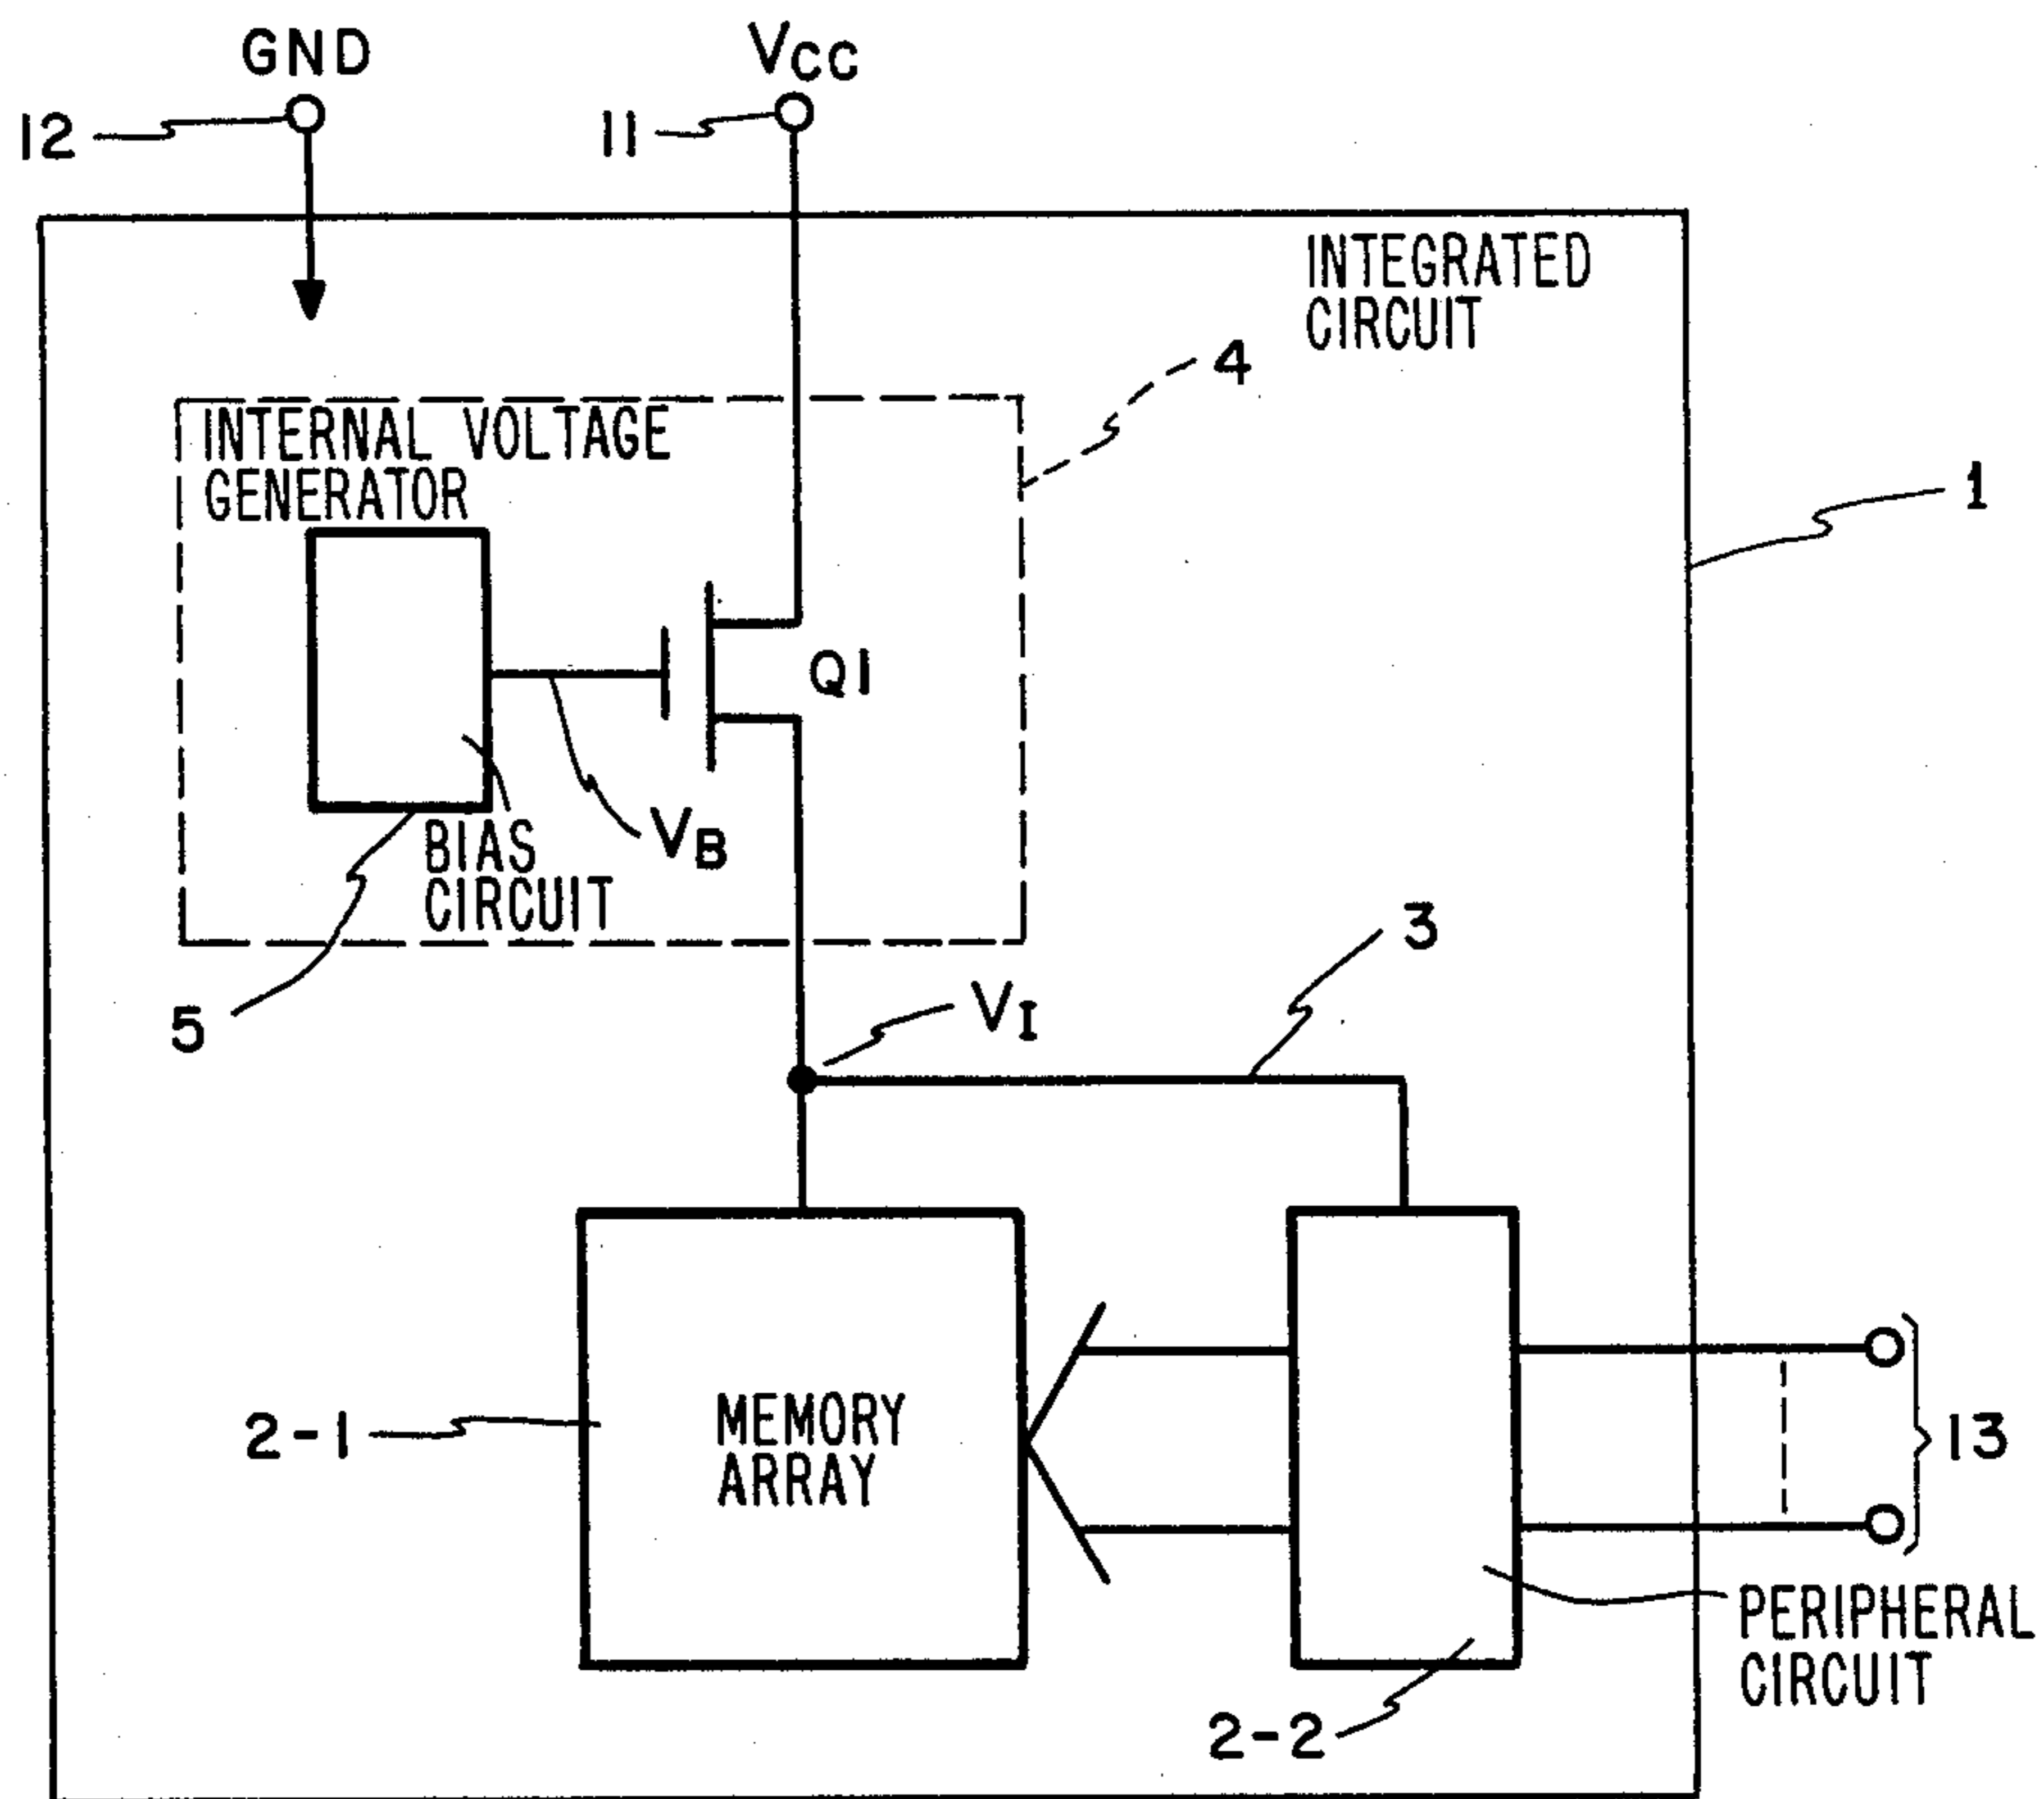 GND
VCC
12
11
INTEGRATED
CIRCUIT
4
INTERNAL VOLTAGE
GENERATOR
1
Q1
VB
BIAS
CIRCUIT
3
5
VI
2-1
MEMORY
ARRAY
13
PERIPHERAL
CIRCUIT
2-2